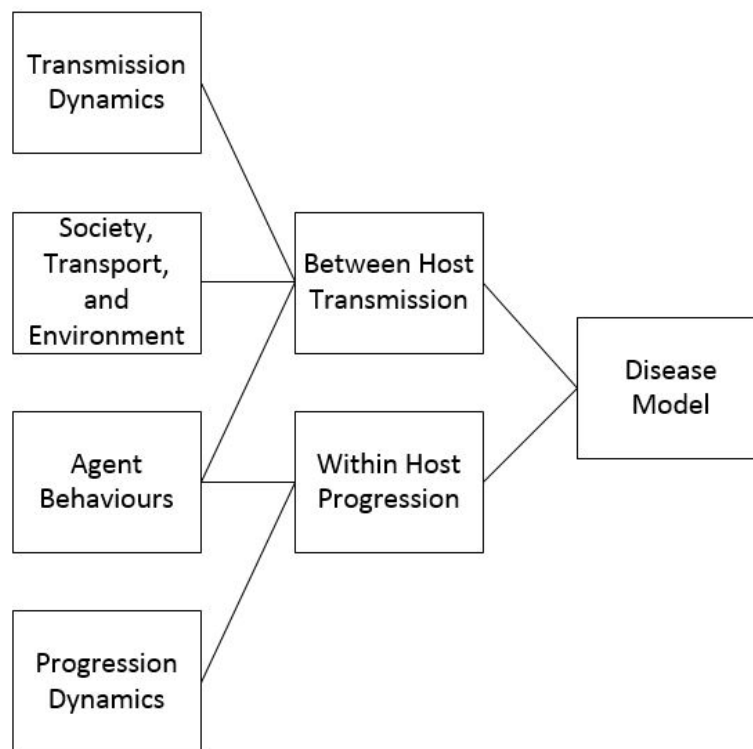 Transmission
Dynamics
Society,
Transport,
and
Environment
Agent
Behaviours
Progression
Dynamics
Between Host
Transmission
Within Host
Progression
Disease
Model